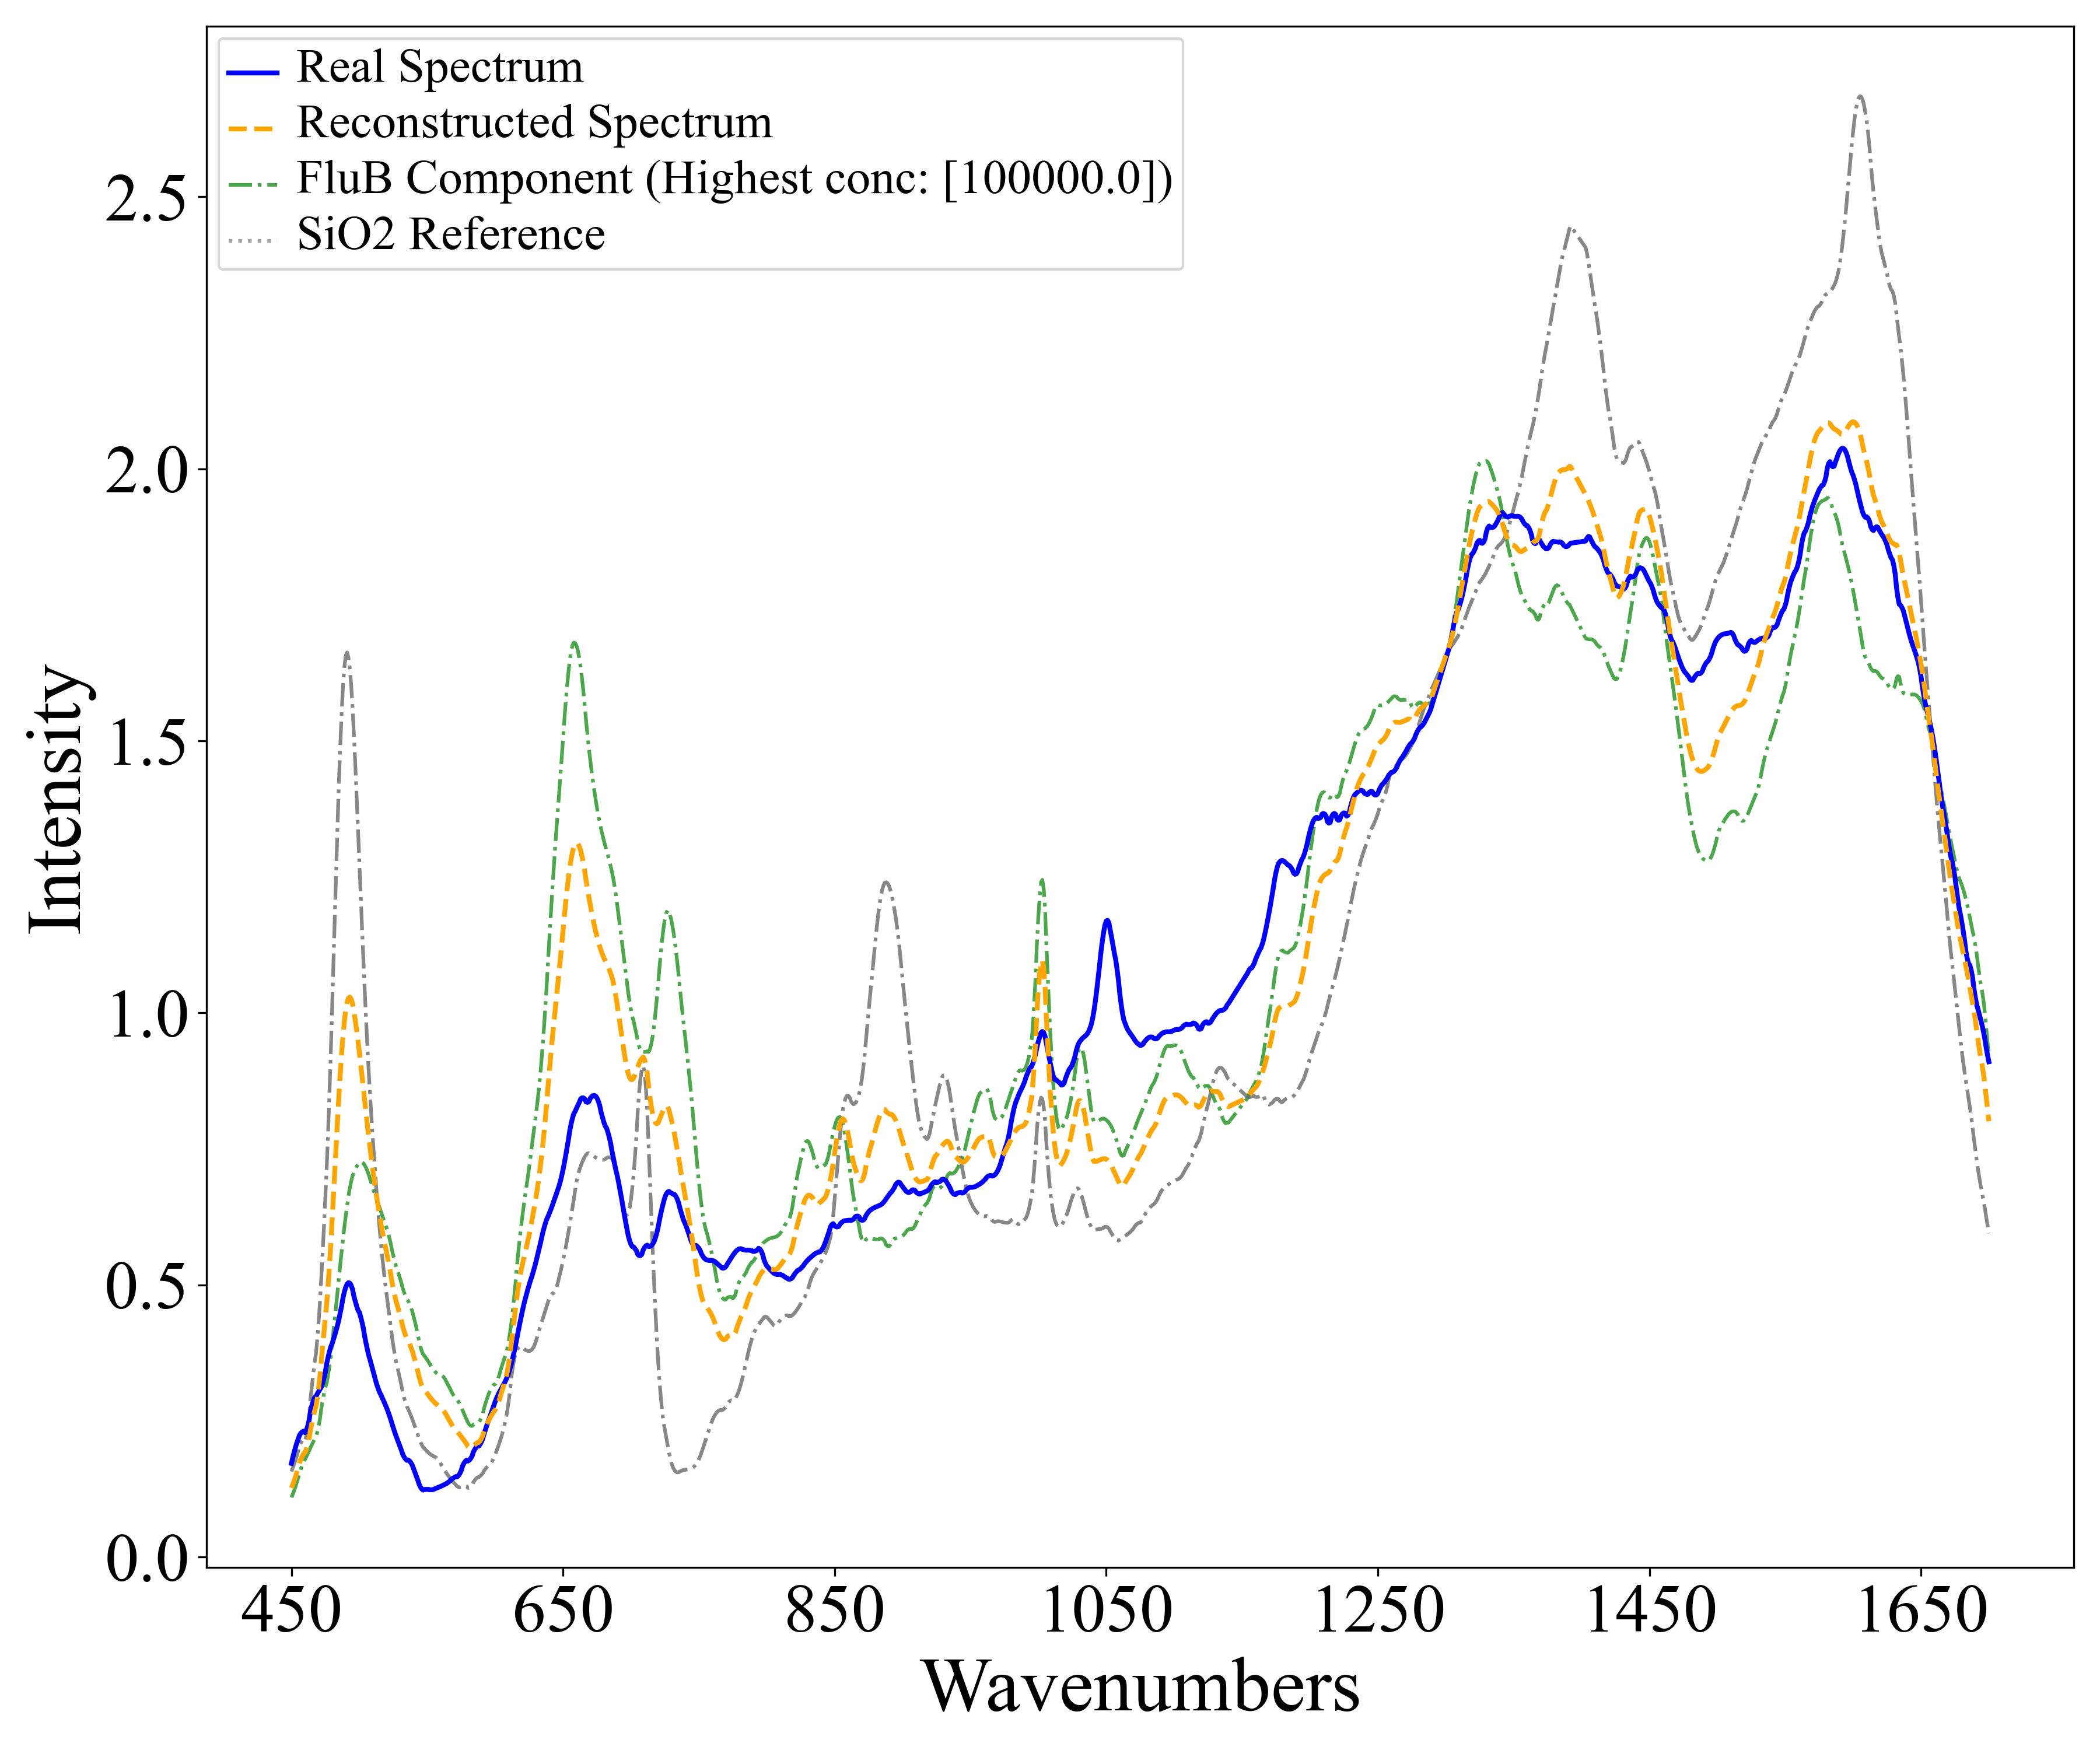 Real Spectrum
Reconstructed Spectrum
FluB Component (Highest conc: [100000.0])
SiO2 Reference
Intensity
2.5
2.0
1.5
1.0
0.5
0.0
450 650 850 1050 1250 1450 1650
Wavenumbers